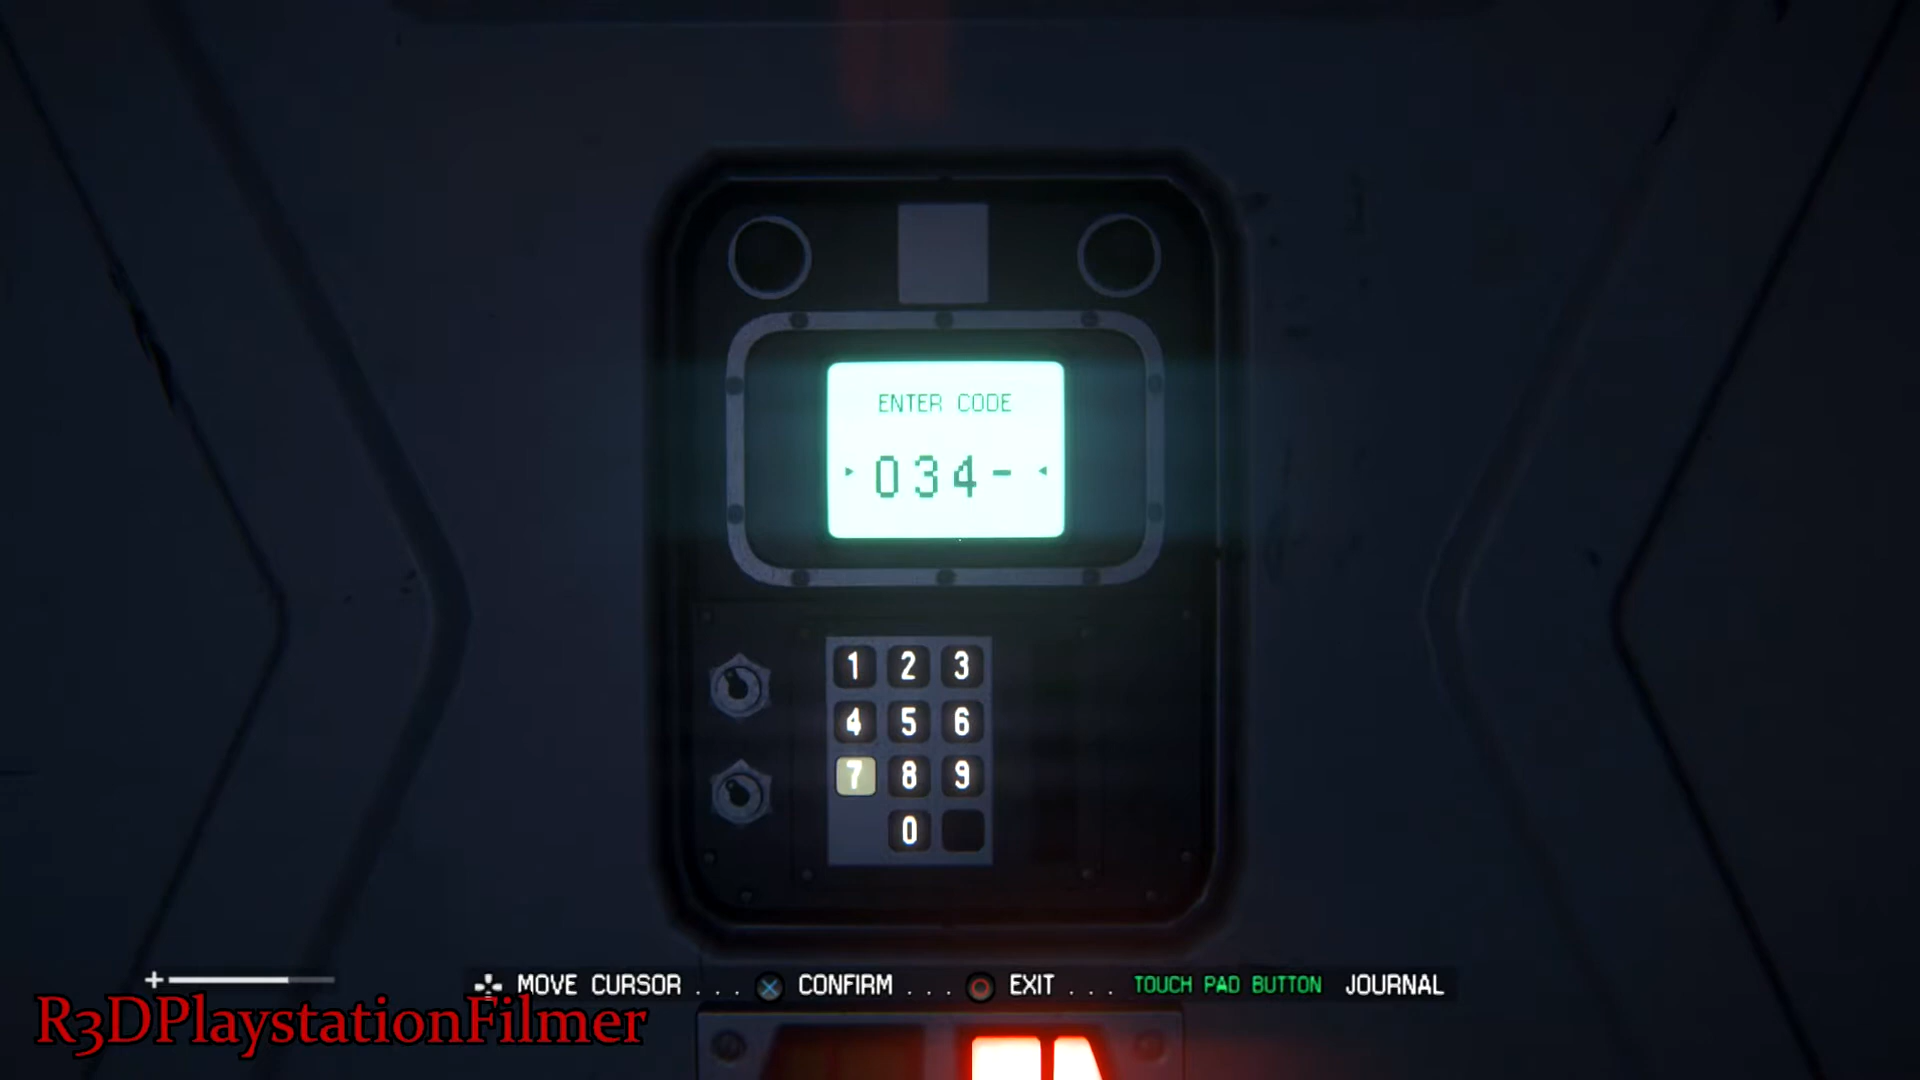 ENTER CODE
034-
1 2 3
4 5 6
7 8 9
0
MOVE CURSOR ... CONFIRM ... EXIT ... TOUCH PAD BUTTON JOURNAL
R3DPlaystationFilmer